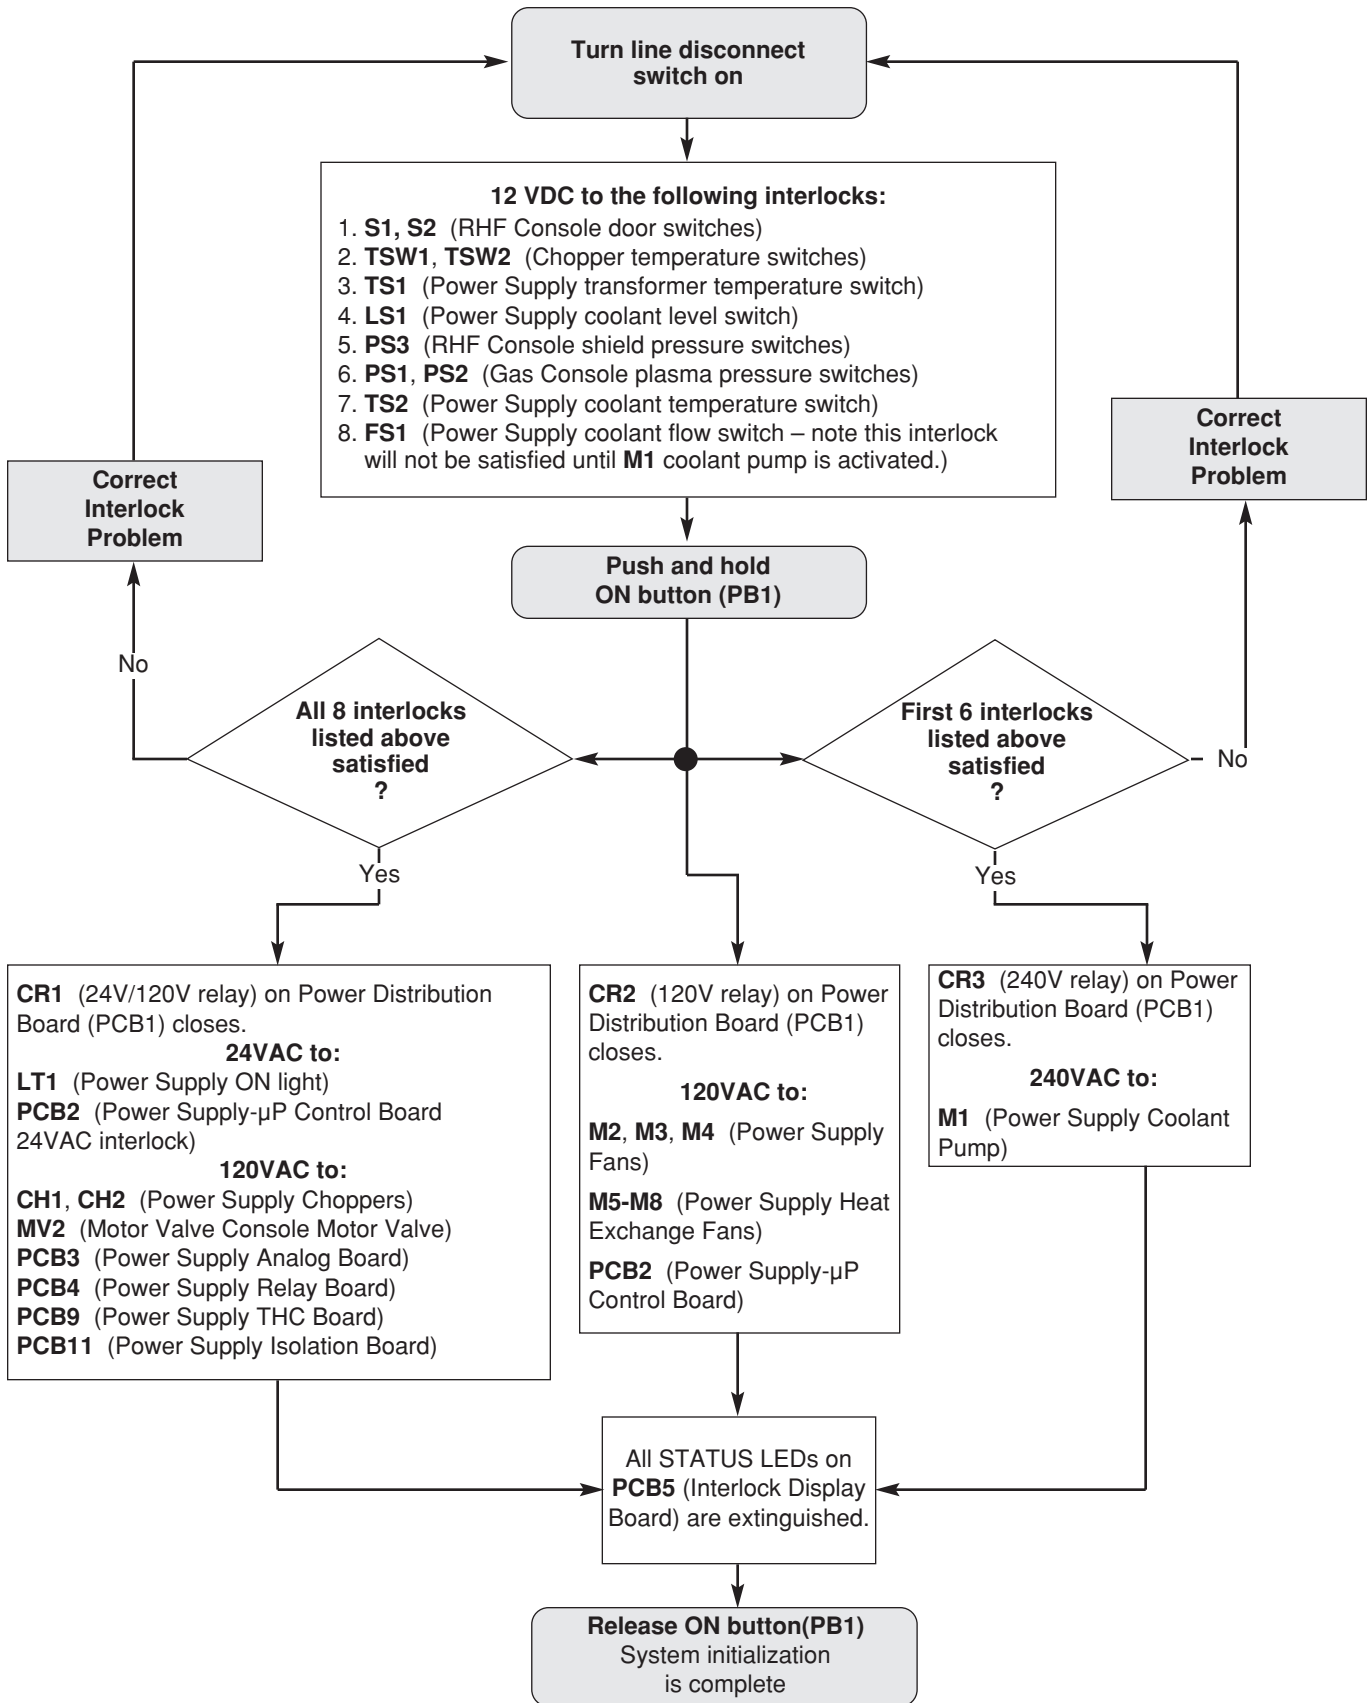 Turn line disconnect
switch on
12 VDC to the following interlocks:
1. S1, S2 (RHF Console door switches)
2. TSW1, TSW2 (Chopper temperature switches)
3. TS1 (Power Supply transformer temperature switch)
4. LS1 (Power Supply coolant level switch)
5. PS3 (RHF Console shield pressure switches)
6. PS1, PS2 (Gas Console plasma pressure switches)
7. TS2 (Power Supply coolant temperature switch)
8. FS1 (Power Supply coolant flow switch – note this interlock
will not be satisfied until M1 coolant pump is activated.)
Correct
Interlock
Problem
Correct
Interlock
Problem
Push and hold
ON button (PB1)
No
All 8 interlocks
listed above
satisfied
?
First 6 interlocks
listed above
satisfied
?
No
Yes
Yes
CR1 (24V/120V relay) on Power Distribution
Board (PCB1) closes.
24VAC to:
LT1 (Power Supply ON light)
PCB2 (Power Supply-µP Control Board
24VAC interlock)
120VAC to:
CH1, CH2 (Power Supply Choppers)
MV2 (Motor Valve Console Motor Valve)
PCB3 (Power Supply Analog Board)
PCB4 (Power Supply Relay Board)
PCB9 (Power Supply THC Board)
PCB11 (Power Supply Isolation Board)
CR2 (120V relay) on Power
Distribution Board (PCB1)
closes.
120VAC to:
M2, M3, M4 (Power Supply
Fans)
M5-M8 (Power Supply Heat
Exchange Fans)
PCB2 (Power Supply-µP
Control Board)
CR3 (240V relay) on Power
Distribution Board (PCB1)
closes.
240VAC to:
M1 (Power Supply Coolant
Pump)
All STATUS LEDs on
PCB5 (Interlock Display
Board) are extinguished.
Release ON button(PB1)
System initialization
is complete